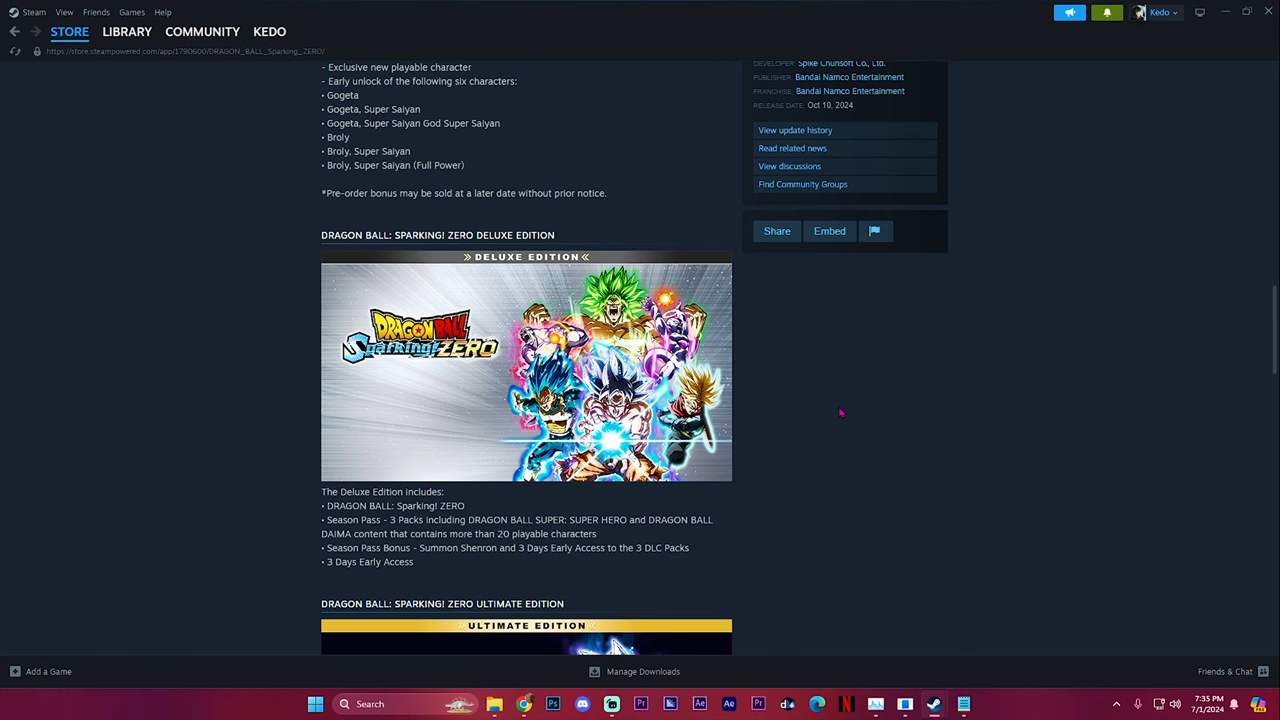 Steam View Friends Games Help
Kedo
STORE LIBRARY COMMUNITY KEDO
https://store.steampowered.com/app/1790600/DRAGON_BALL_Sparking_ZERO/
- Exclusive new playable character
- Early unlock of the following six characters:
• Gogeta
• Gogeta, Super Saiyan
• Gogeta, Super Saiyan God Super Saiyan
• Broly
• Broly, Super Saiyan
• Broly, Super Saiyan (Full Power)
*Pre-order bonus may be sold at a later date without prior notice.
DRAGON BALL: SPARKING! ZERO DELUXE EDITION
DELUXE EDITION
DRAGON BALL
Sparking! ZERO
The Deluxe Edition includes:
• DRAGON BALL: Sparking! ZERO
• Season Pass - 3 Packs including DRAGON BALL SUPER: SUPER HERO and DRAGON BALL
DAIMA content that contains more than 20 playable characters
• Season Pass Bonus - Summon Shenron and 3 Days Early Access to the 3 DLC Packs
• 3 Days Early Access
DRAGON BALL: SPARKING! ZERO ULTIMATE EDITION
ULTIMATE EDITION
DEVELOPER: Spike Chunsoft Co., Ltd.
PUBLISHER: Bandai Namco Entertainment
FRANCHISE: Bandai Namco Entertainment
RELEASE DATE: Oct 10, 2024
View update history
Read related news
View discussions
Find Community Groups
Share Embed
Add a Game Manage Downloads Friends & Chat
Search
Ps Pr Ae Ae Pr N
7:35 PM
7/1/2024